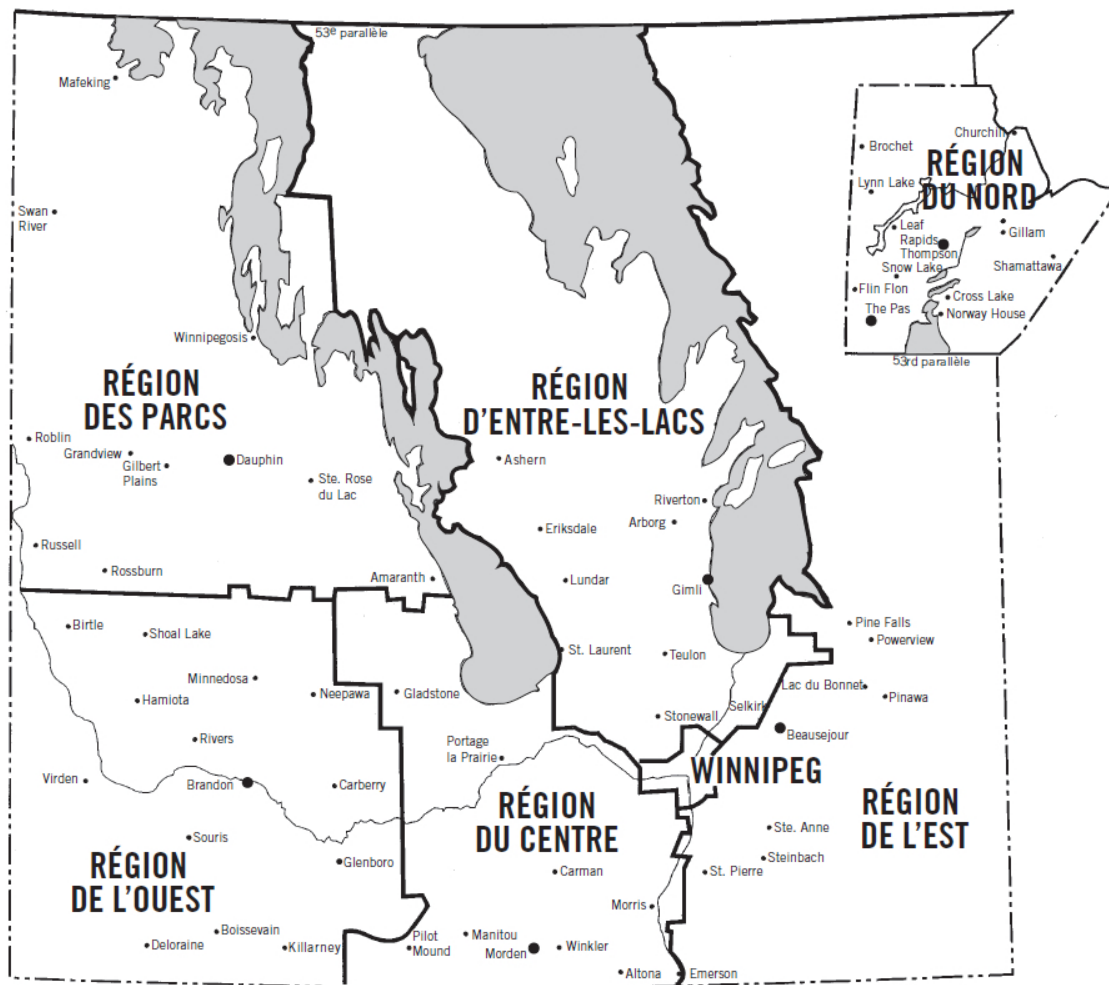 53e parallèle
Mafeking
Churchill
Brochet
RÉGION
DU NORD
Lynn Lake
Swan
River
Leaf
Rapids
Gillam
Thompson
Snow Lake
Shamattawa
Flin Flon
Cross Lake
The Pas
Norway House
53rd parallèle
Winnipegosis
RÉGION
DES PARCS
RÉGION
D'ENTRE-LES-LACS
Roblin
Grandview
Gilbert
Plains
Dauphin
Ashern
Ste. Rose
du Lac
Riverton
Arborg
Eriksdale
Russell
Rossburn
Amaranth
Lundar
Gimli
Birtle
Shoal Lake
Pine Falls
Powerview
St. Laurent
Teulon
Minnedosa
Hamiota
Neepawa
Gladstone
Lac du Bonnet
Pinawa
Selkirk
Stonewall
Beausejour
Rivers
Portage
la Prairie
WINNIPEG
Virden
Brandon
Carberry
RÉGION
DU CENTRE
RÉGION
DE L'EST
Souris
Ste. Anne
Glenboro
Steinbach
RÉGION
DE L'OUEST
Carman
St. Pierre
Morris
Boissevain
Deloraine
Killarney
Pilot
Mound
Manitou
Morden
Winkler
Altona
Emerson